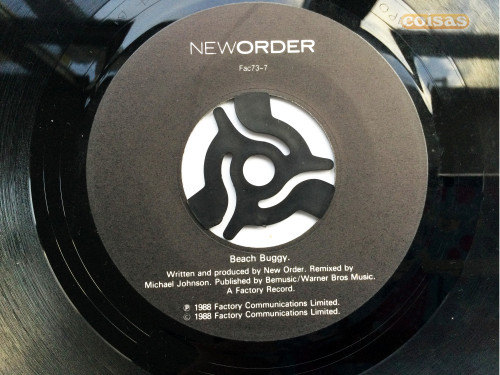 coisas
NEWORDER
Fac73-7
Beach Buggy.
Written and produced by New Order. Remixed by
Michael Johnson. Published by Bemusic/Warner Bros Music.
A Factory Record.
℗ 1988 Factory Communications Limited.
© 1988 Factory Communications Limited.